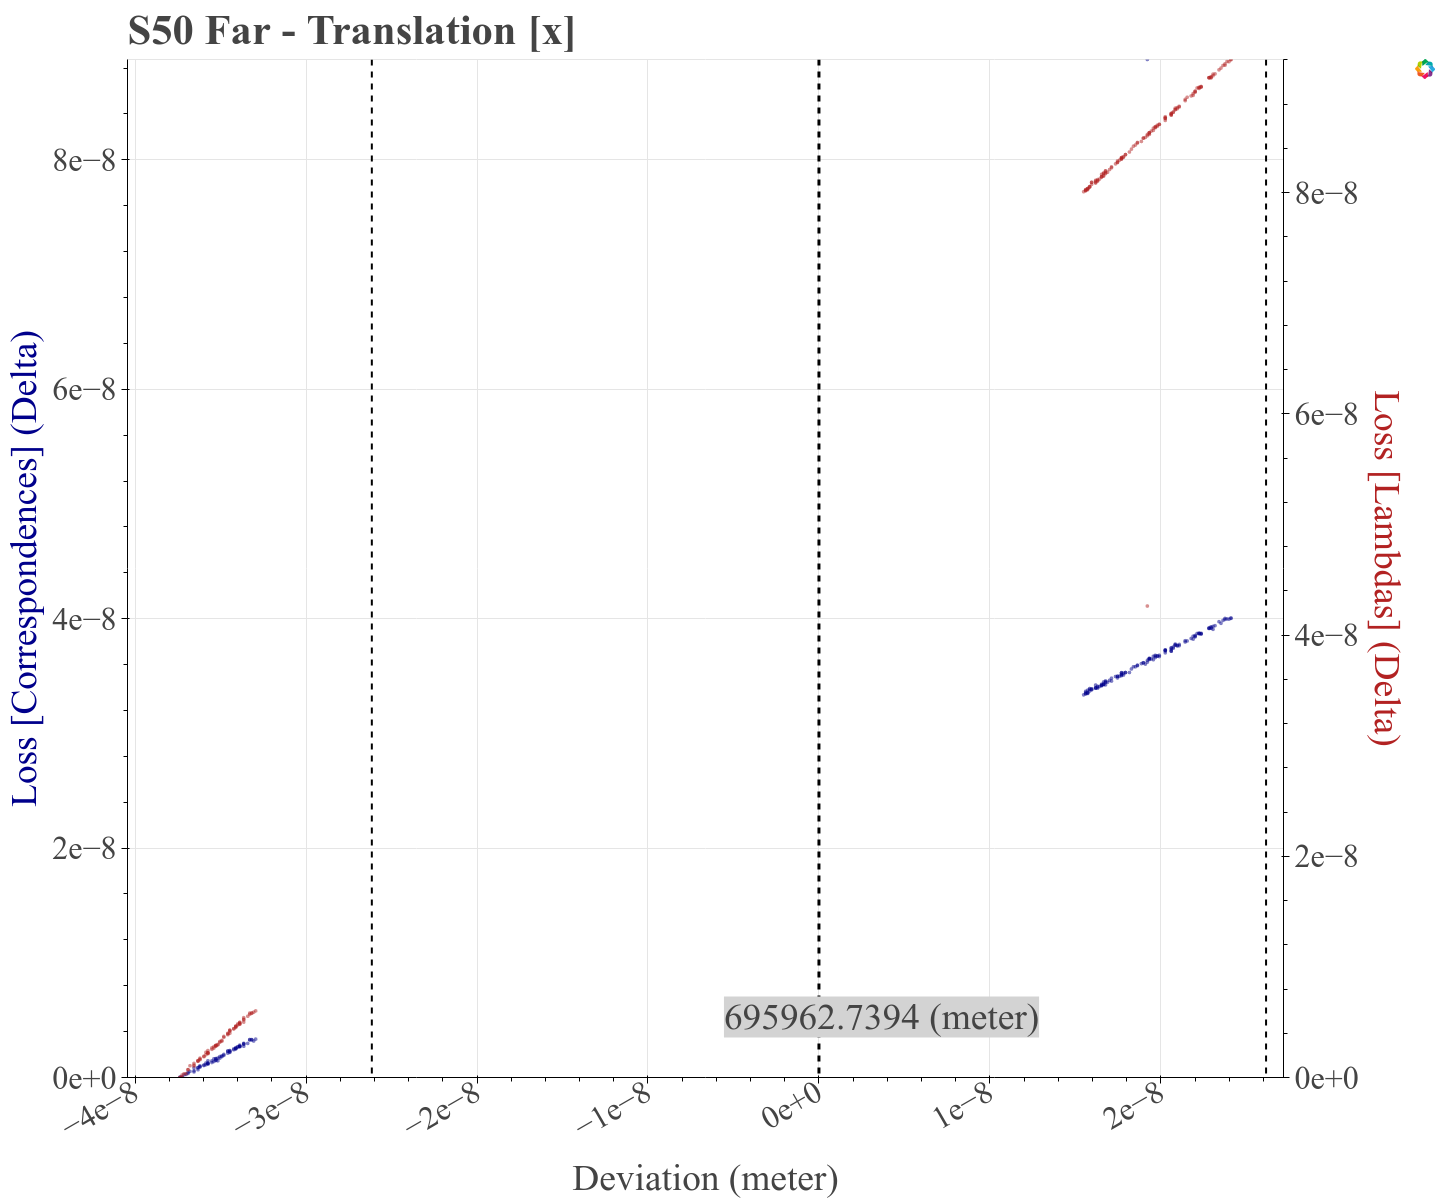 S50 Far - Translation [x]
8e−8
6e−8
4e−8
2e−8
0e+0
Loss [Correspondences] (Delta)
8e−8
6e−8
4e−8
2e−8
0e+0
Loss [Lambdas] (Delta)
695962.7394 (meter)
−4e−8
−3e−8
−2e−8
−1e−8
0e+0
1e−8
2e−8
Deviation (meter)